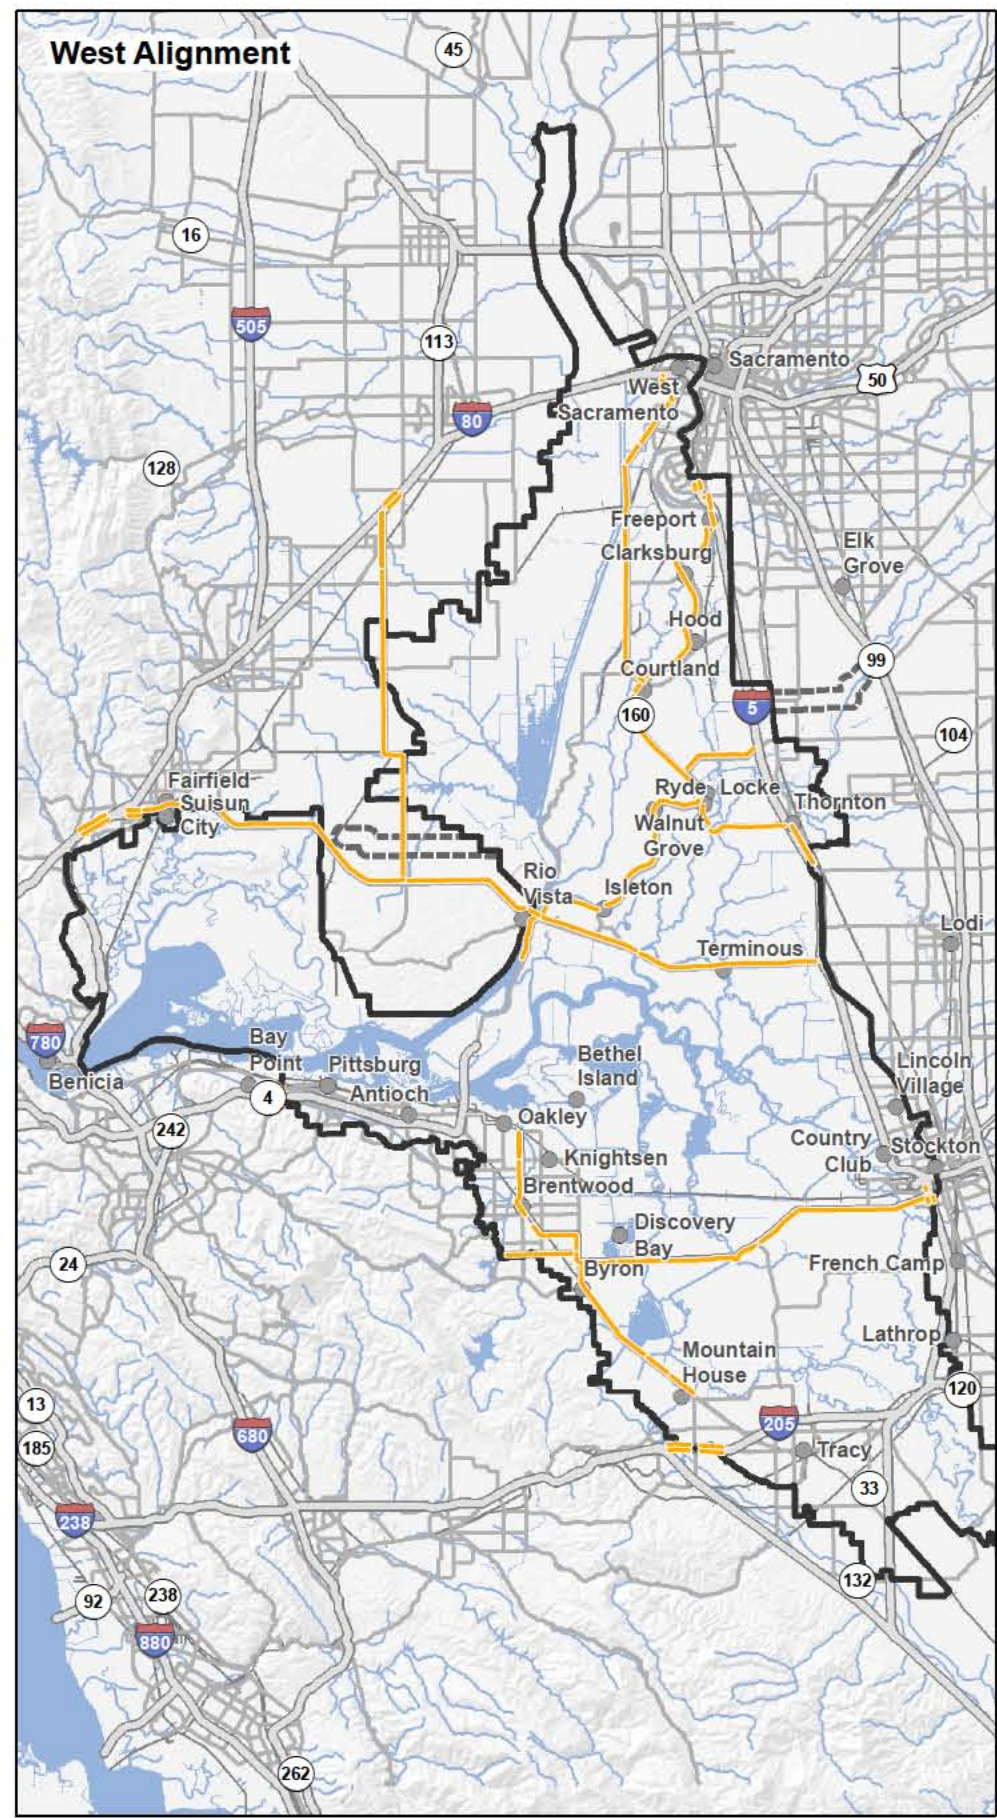 West Alignment
45
16
505
113
Sacramento
50
West
Sacramento
80
128
Freeport
Clarksburg
Elk
Grove
Hood
99
Courtland
160
5
104
Fairfield
Suisun
City
Ryde
Locke
Thornton
Walnut
Grove
Rio
Vista
Isleton
Lodi
Terminous
780
Benicia
Bay
Point
Pittsburg
4
Antioch
Bethel
Island
Lincoln
Village
242
Oakley
Country
Club
Stockton
Knightsen
Brentwood
24
Discovery
Bay
Byron
French Camp
Lathrop
Mountain
House
120
13
185
680
205
Tracy
33
238
132
92
238
880
262